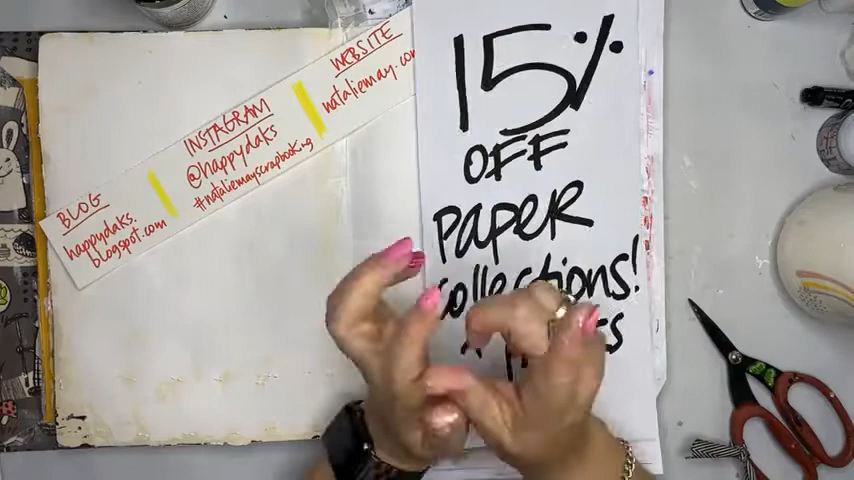 BLOG
happydaks.
blogspot.com
INSTAGRAM
@happydaks
#nataliemayscrapbooking
WEBSITE
nataliemay.com
15%
OFF
PAPER
Collections!